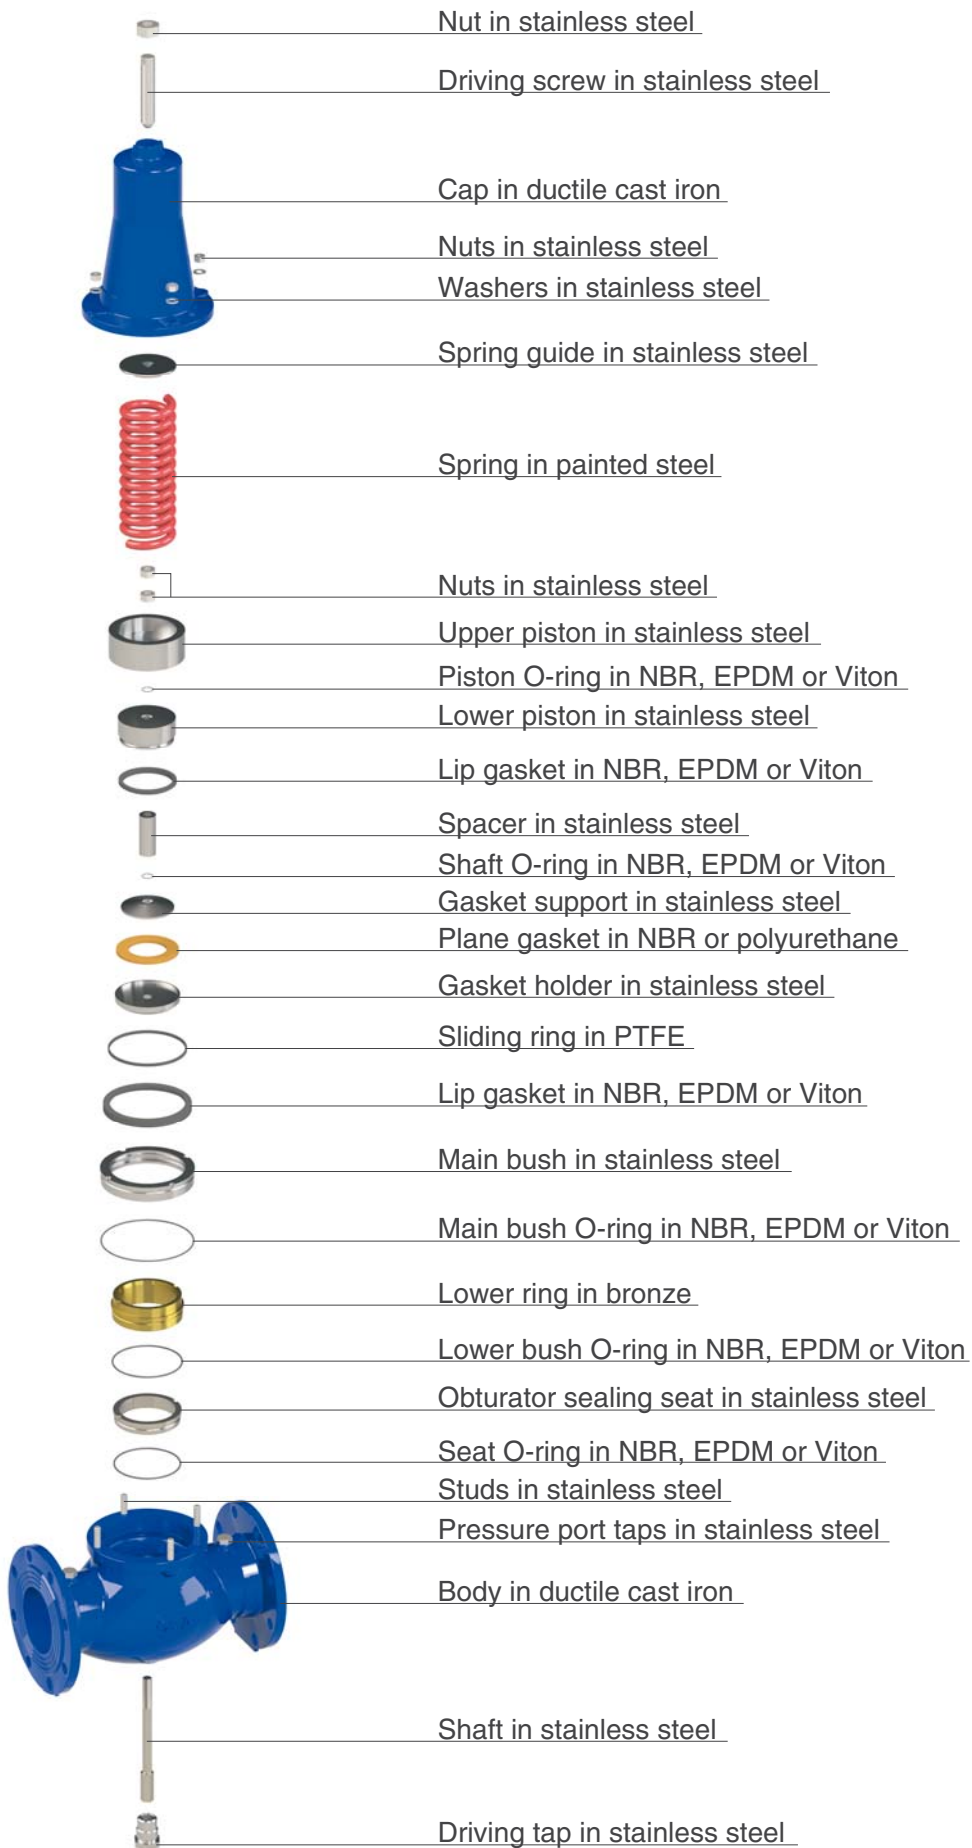 Nut in stainless steel
Driving screw in stainless steel
Cap in ductile cast iron
Nuts in stainless steel
Washers in stainless steel
Spring guide in stainless steel
Spring in painted steel
Nuts in stainless steel
Upper piston in stainless steel
Piston O-ring in NBR, EPDM or Viton
Lower piston in stainless steel
Lip gasket in NBR, EPDM or Viton
Spacer in stainless steel
Shaft O-ring in NBR, EPDM or Viton
Gasket support in stainless steel
Plane gasket in NBR or polyurethane
Gasket holder in stainless steel
Sliding ring in PTFE
Lip gasket in NBR, EPDM or Viton
Main bush in stainless steel
Main bush O-ring in NBR, EPDM or Viton
Lower ring in bronze
Lower bush O-ring in NBR, EPDM or Viton
Obturator sealing seat in stainless steel
Seat O-ring in NBR, EPDM or Viton
Studs in stainless steel
Pressure port taps in stainless steel
Body in ductile cast iron
Shaft in stainless steel
Driving tap in stainless steel